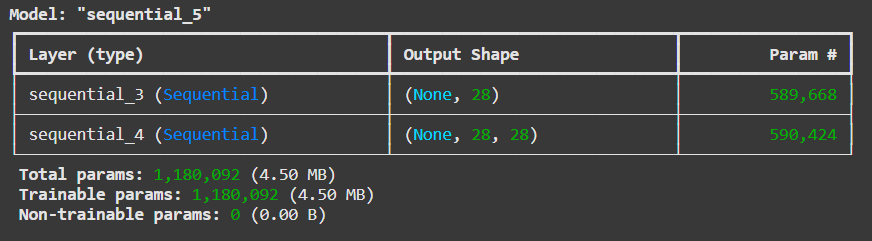 Model: "sequential_5"
Layer (type) Output Shape Param #
sequential_3 (Sequential) (None, 28) 589,668
sequential_4 (Sequential) (None, 28, 28) 590,424
Total params: 1,180,092 (4.50 MB)
Trainable params: 1,180,092 (4.50 MB)
Non-trainable params: 0 (0.00 B)